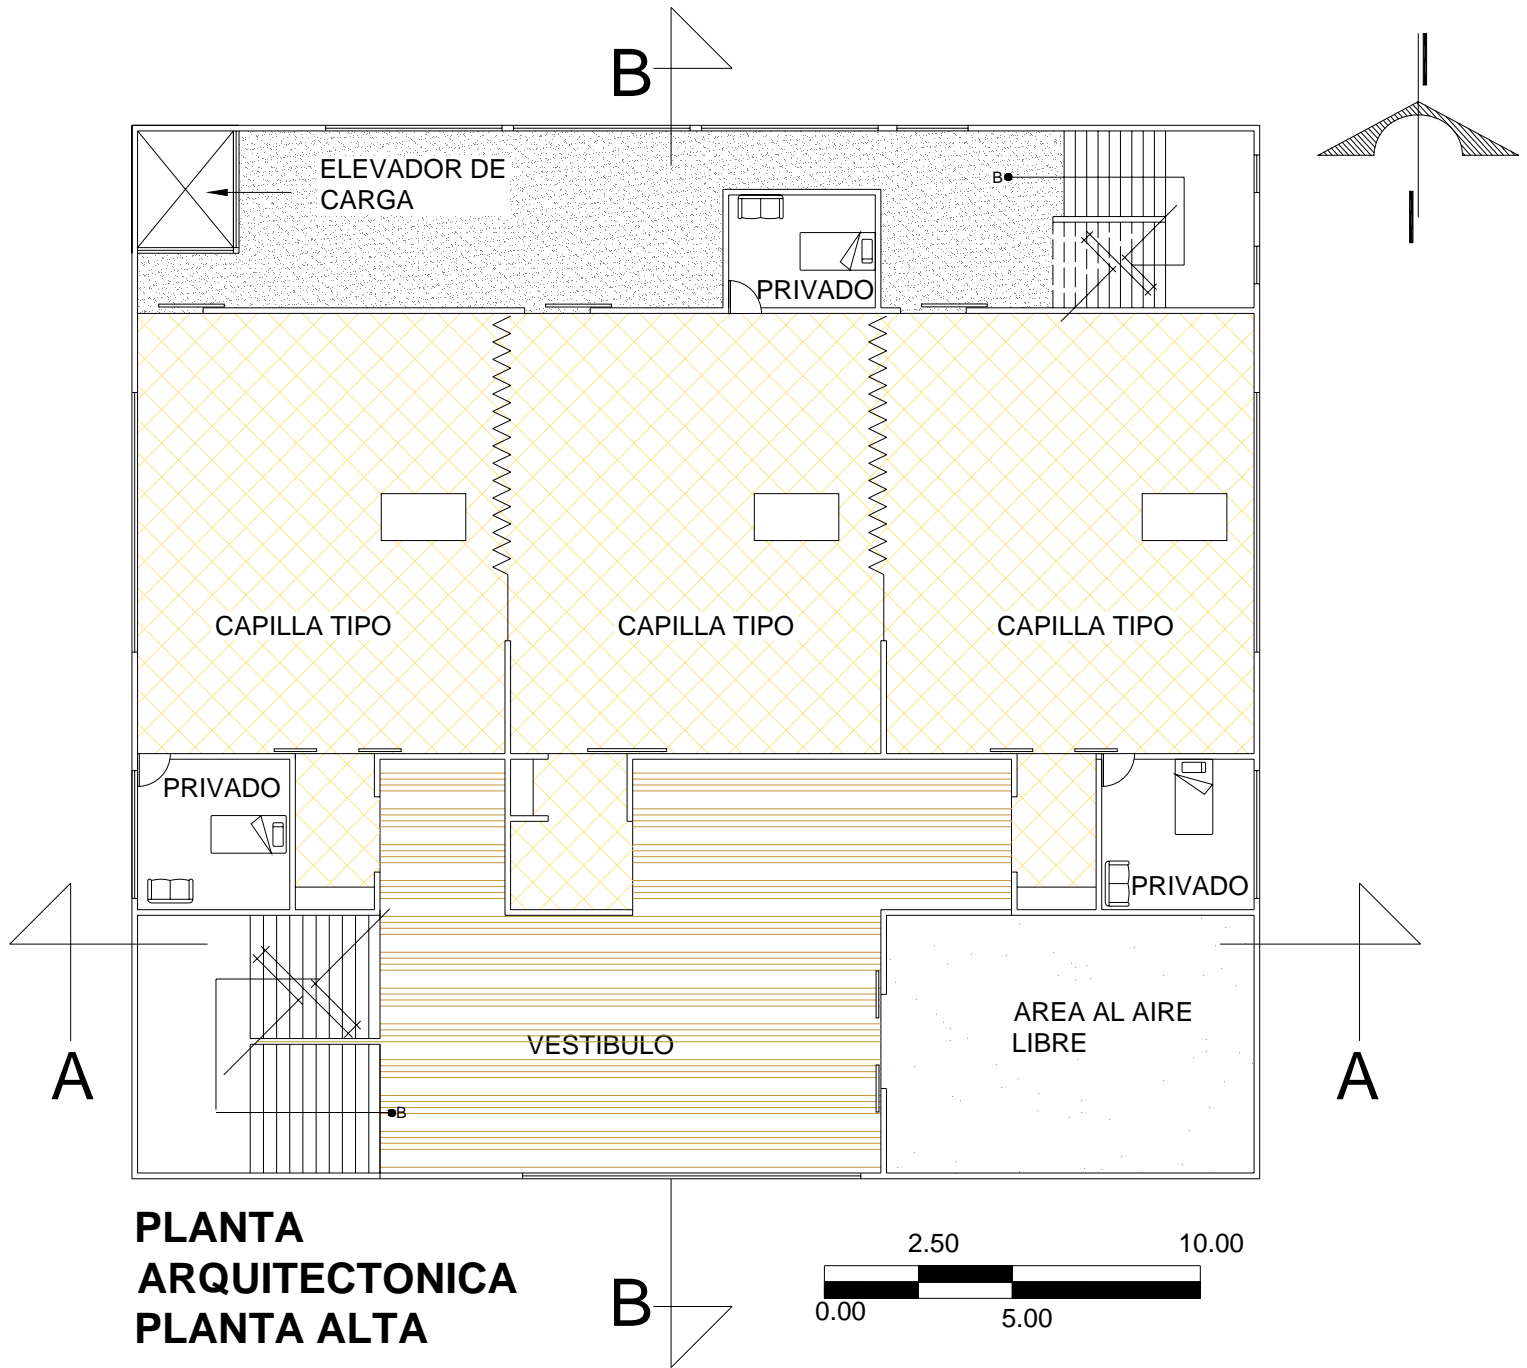 B
ELEVADOR DE
CARGA
B
PRIVADO
CAPILLA TIPO
CAPILLA TIPO
CAPILLA TIPO
PRIVADO
PRIVADO
AREA AL AIRE
LIBRE
VESTIBULO
A
A
B
PLANTA
ARQUITECTONICA
PLANTA ALTA
B
2.50
10.00
0.00
5.00